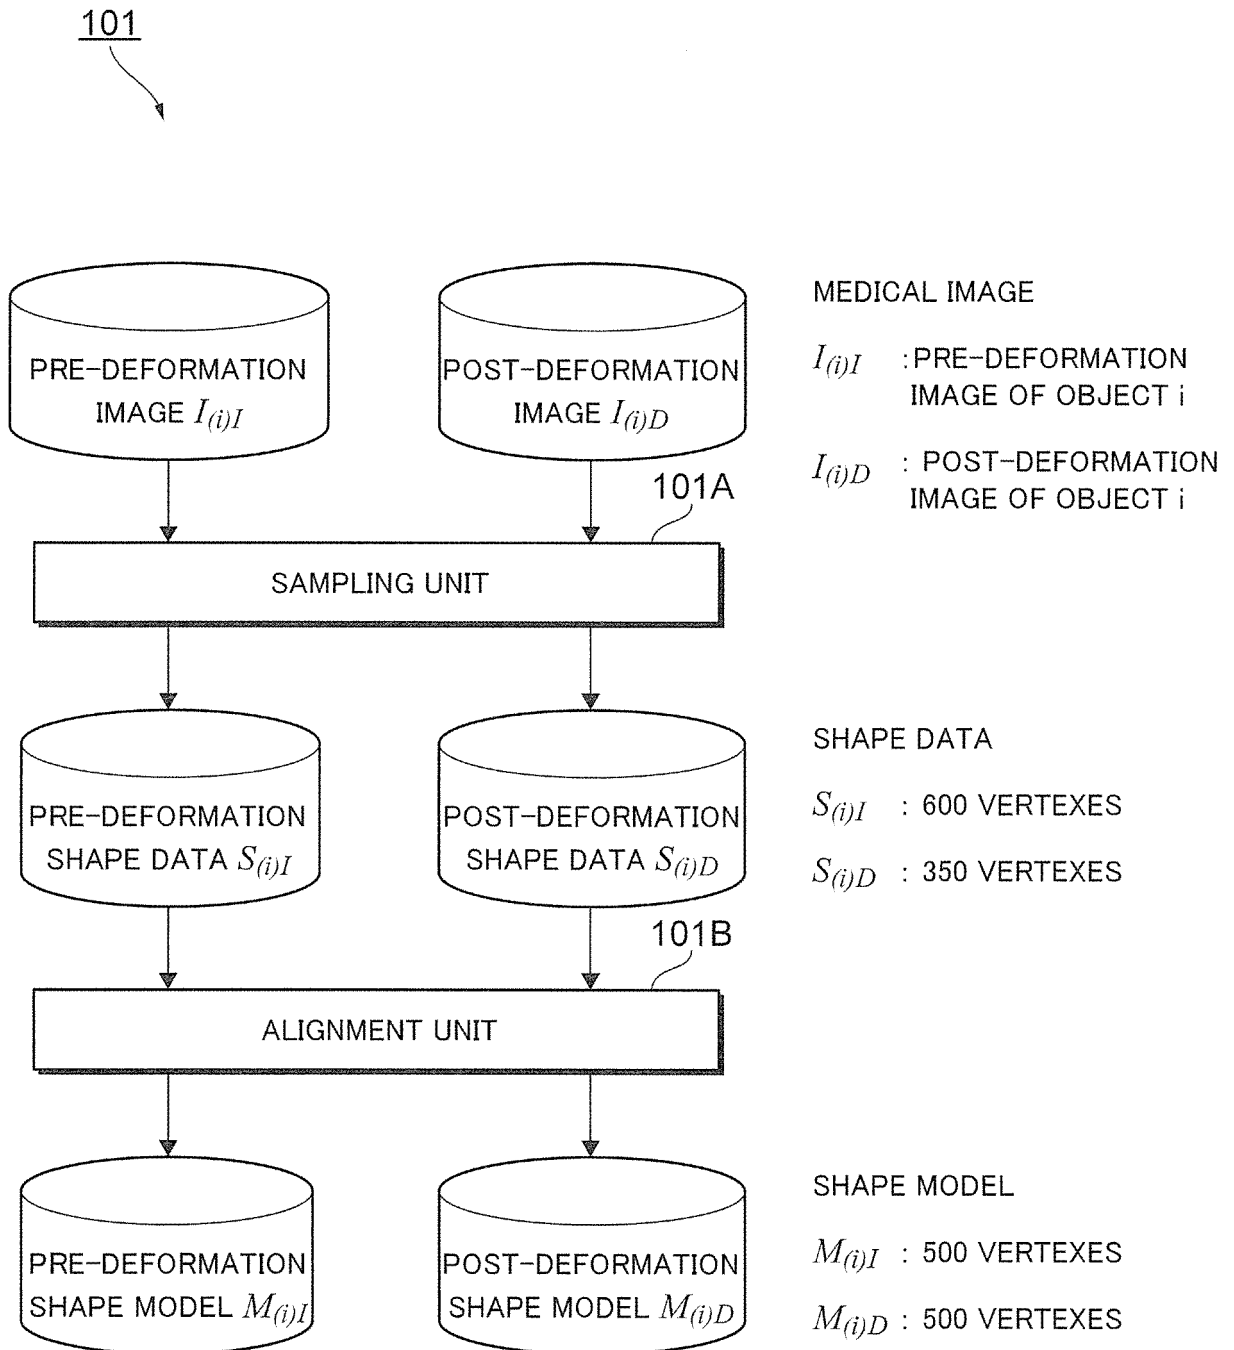 101
PRE-DEFORMATION
IMAGE I(i)I
POST-DEFORMATION
IMAGE I(i)D
MEDICAL IMAGE
I(i)I : PRE-DEFORMATION
IMAGE OF OBJECT i
I(i)D : POST-DEFORMATION
IMAGE OF OBJECT i
101A
SAMPLING UNIT
PRE-DEFORMATION
SHAPE DATA S(i)I
POST-DEFORMATION
SHAPE DATA S(i)D
SHAPE DATA
S(i)I : 600 VERTEXES
S(i)D : 350 VERTEXES
101B
ALIGNMENT UNIT
PRE-DEFORMATION
SHAPE MODEL M(i)I
POST-DEFORMATION
SHAPE MODEL M(i)D
SHAPE MODEL
M(i)I : 500 VERTEXES
M(i)D : 500 VERTEXES